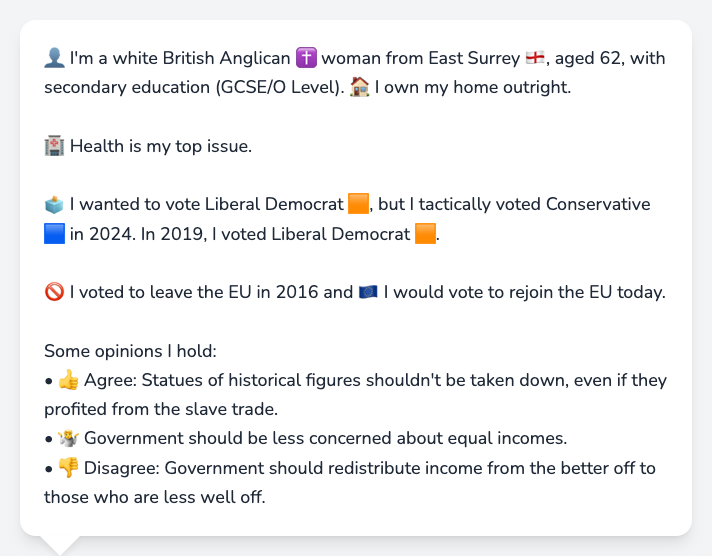 👤 I'm a white British Anglican ✝️ woman from East Surrey 🏴󠁧󠁢󠁥󠁮󠁧󠁿, aged 62, with
secondary education (GCSE/O Level). 🏠 I own my home outright.
🏥 Health is my top issue.
🗳️ I wanted to vote Liberal Democrat 🟧, but I tactically voted Conservative
🟦 in 2024. In 2019, I voted Liberal Democrat 🟧.
🚫 I voted to leave the EU in 2016 and 🇪🇺 I would vote to rejoin the EU today.
Some opinions I hold:
• 👍 Agree: Statues of historical figures shouldn't be taken down, even if they
profited from the slave trade.
• 🤷 Government should be less concerned about equal incomes.
• 👎 Disagree: Government should redistribute income from the better off to
those who are less well off.